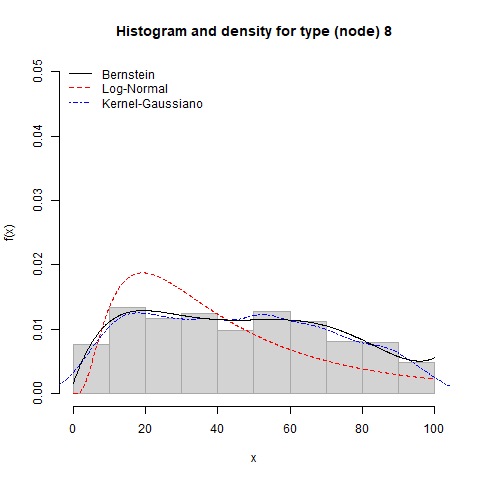 Histogram and density for type (node) 8
Bernstein
Log-Normal
Kernel-Gaussiano
f(x)
0.05
0.04
0.03
0.02
0.01
0.00
0 20 40 60 80 100
x